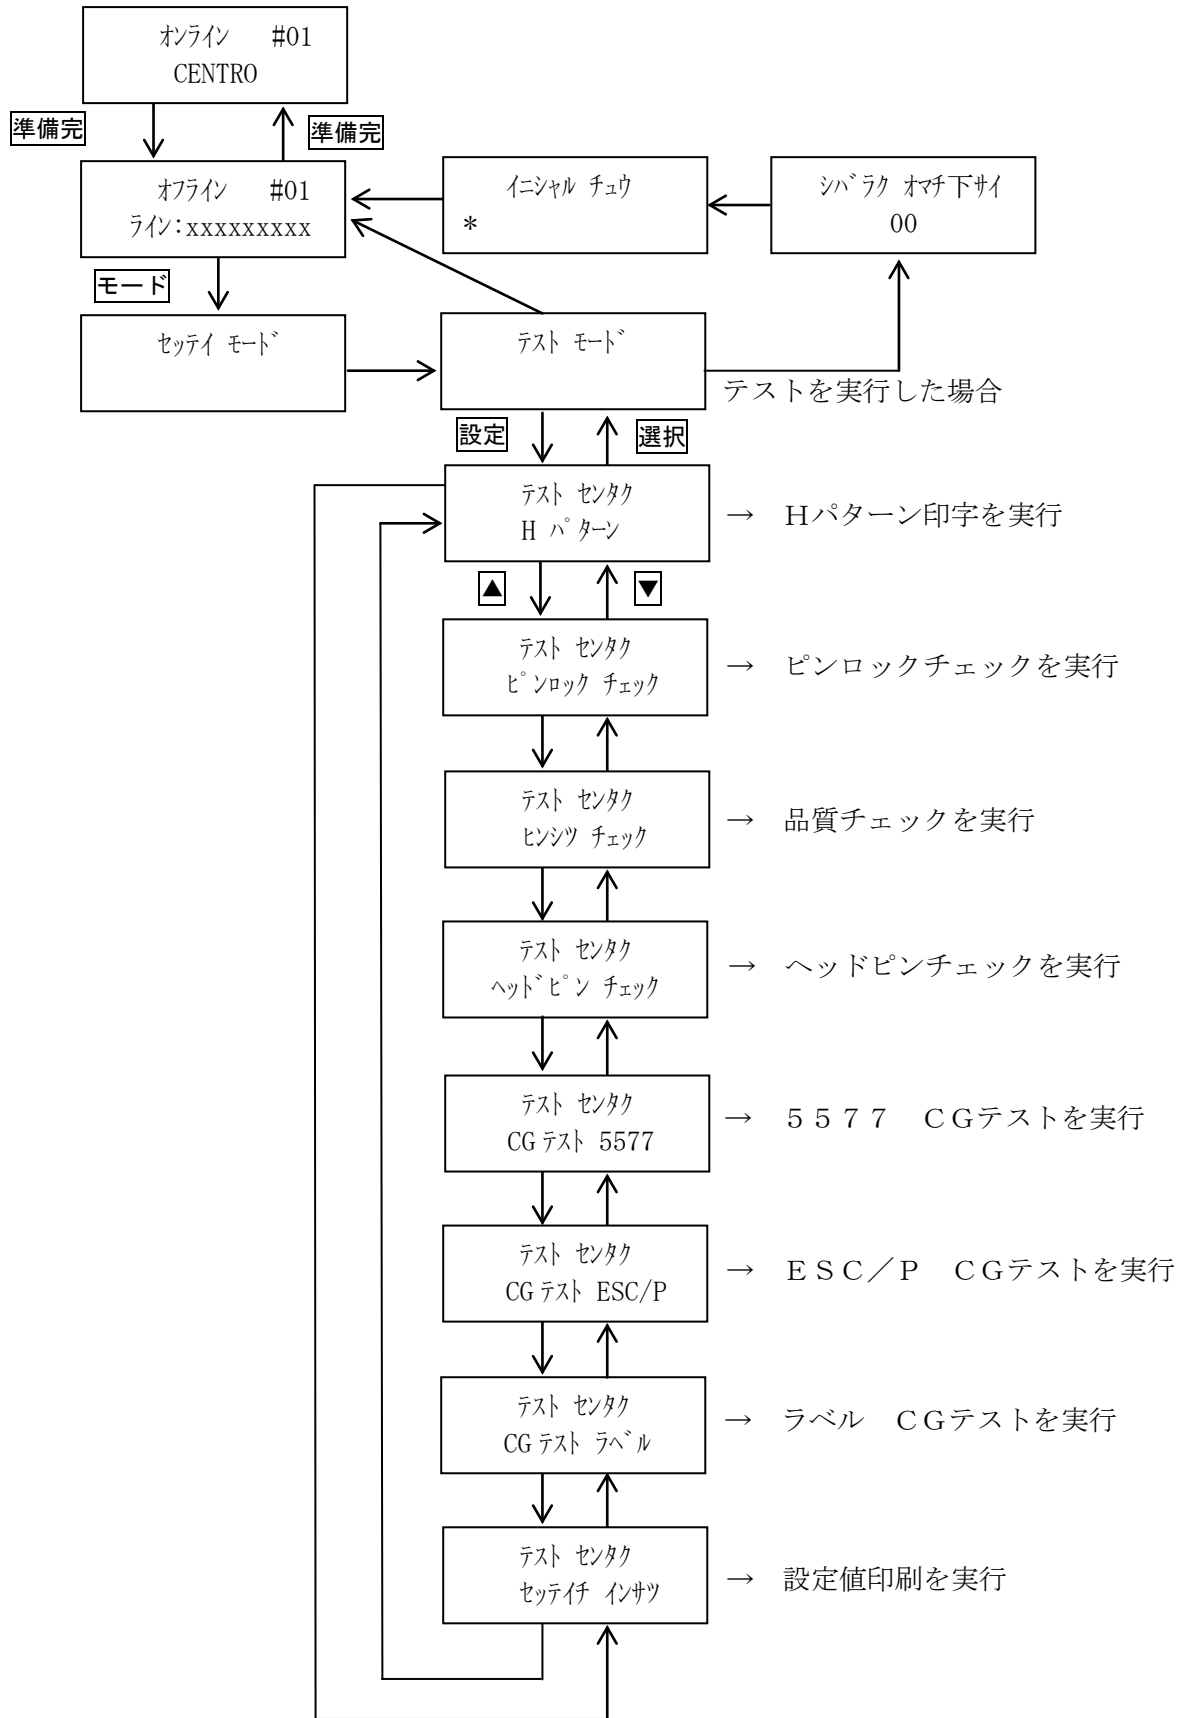 オンライン #01
CENTRO
準備完
準備完
オフライン #01
ライン:xxxxxxxxx
イニシャル チュウ
*
シバラク オマチ下サイ
00
モード
セッテイ モード
テスト モード
テストを実行した場合
設定
選択
テスト センタク
H パターン
→ Hパターン印字を実行
▲
▼
テスト センタク
ピンロック チェック
→ ピンロックチェックを実行
テスト センタク
ヒンシツ チェック
→ 品質チェックを実行
テスト センタク
ヘッドピン チェック
→ ヘッドピンチェックを実行
テスト センタク
CG テスト 5577
→ 5577 CGテストを実行
テスト センタク
CG テスト ESC/P
→ ESC/P CGテストを実行
テスト センタク
CG テスト ラベル
→ ラベル CGテストを実行
テスト センタク
セッテイチ インサツ
→ 設定値印刷を実行